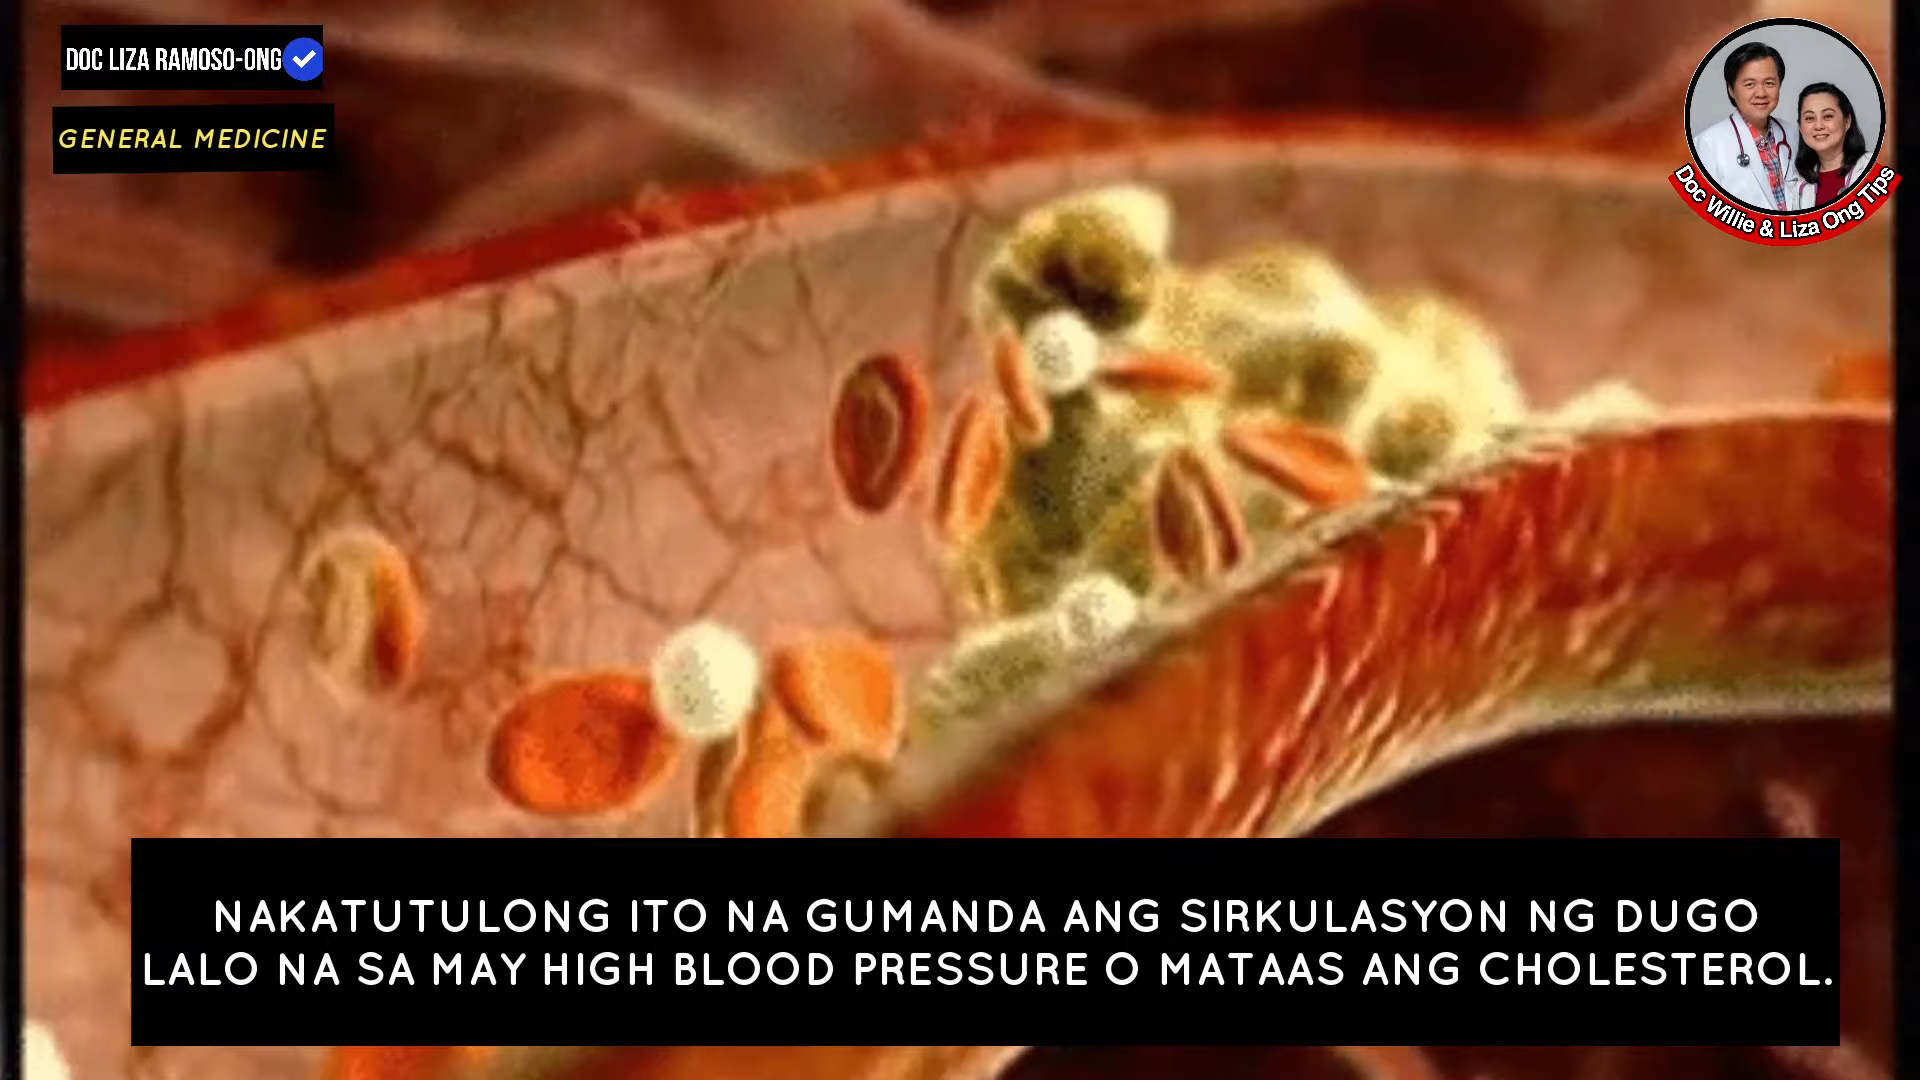 DOC LIZA RAMOSO-ONG
GENERAL MEDICINE
Doc Willie & Liza Ong Tips
NAKATUTULONG ITO NA GUMANDA ANG SIRKULASYON NG DUGO
LALO NA SA MAY HIGH BLOOD PRESSURE O MATAAS ANG CHOLESTEROL.